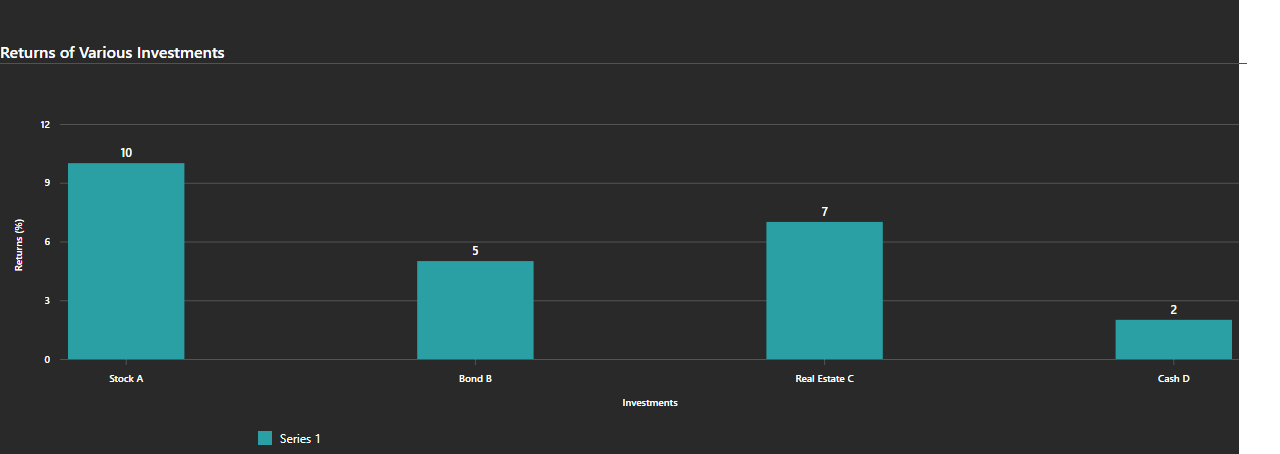 Returns of Various Investments
12
10
9
7
Returns (%)
6
5
3
2
0
Stock A
Bond B
Real Estate C
Cash D
Investments
Series 1